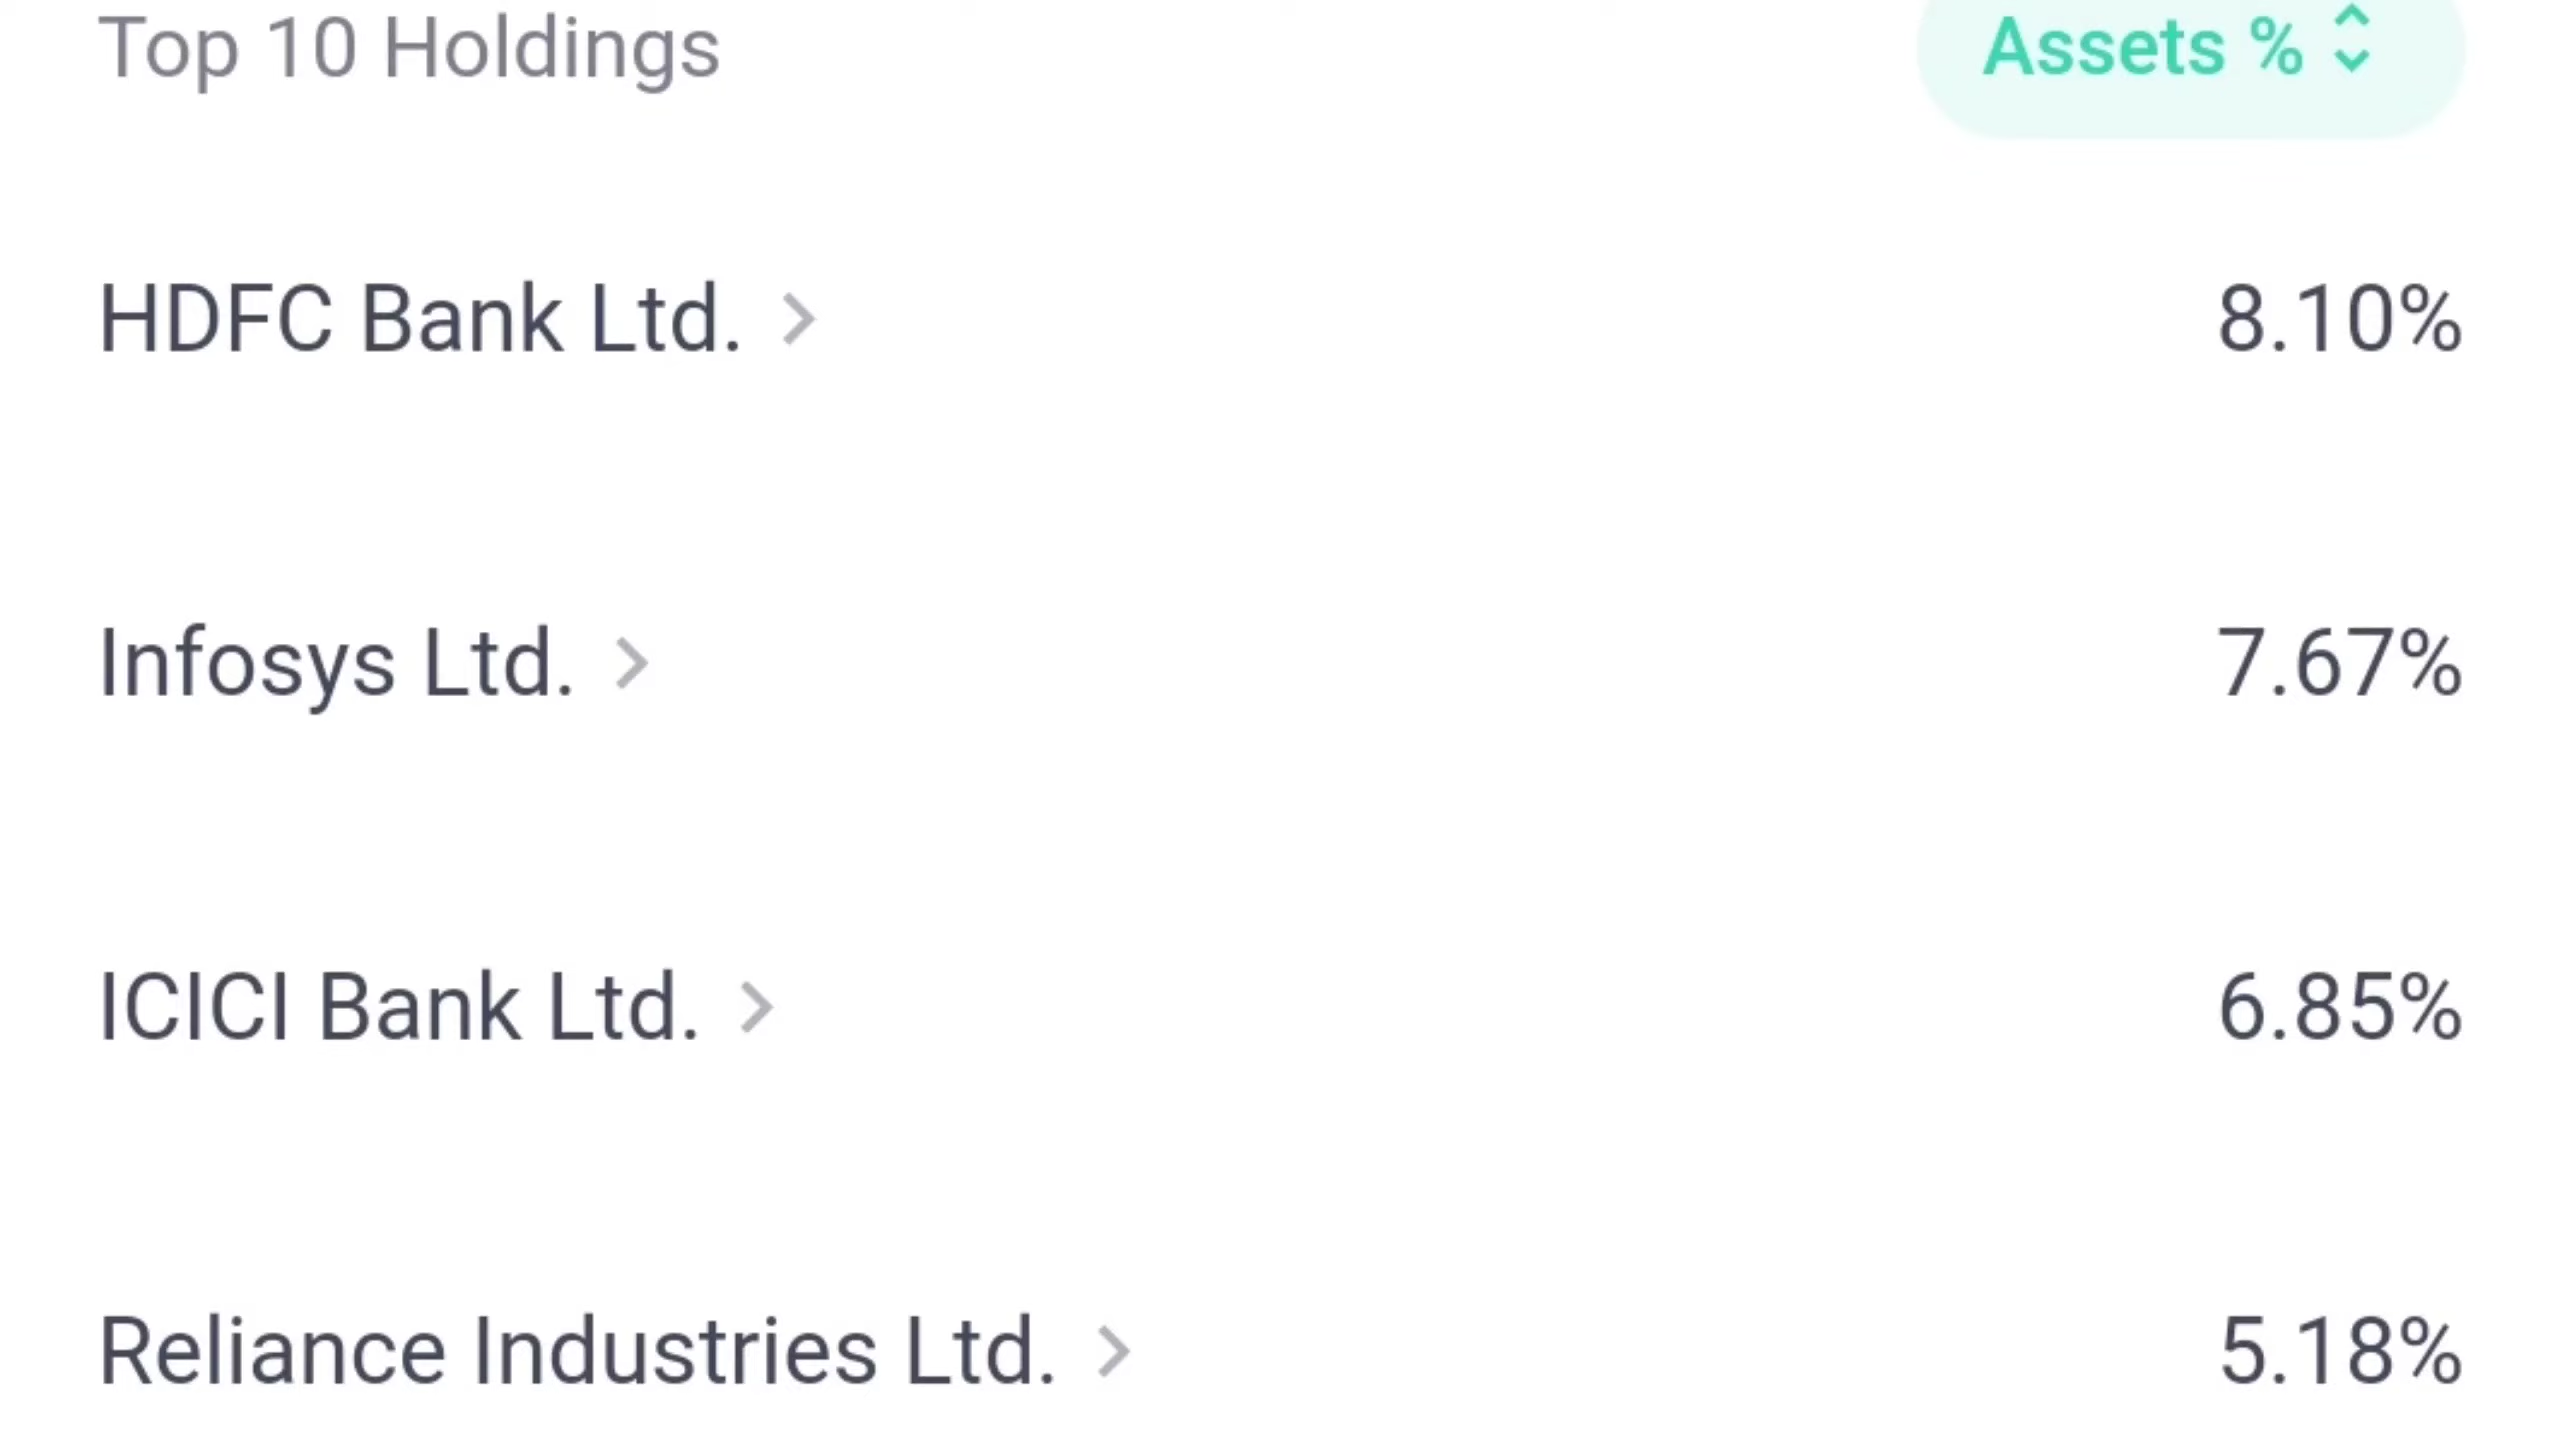 Top 10 Holdings Assets %
HDFC Bank Ltd. 8.10%
Infosys Ltd. 7.67%
ICICI Bank Ltd. 6.85%
Reliance Industries Ltd. 5.18%